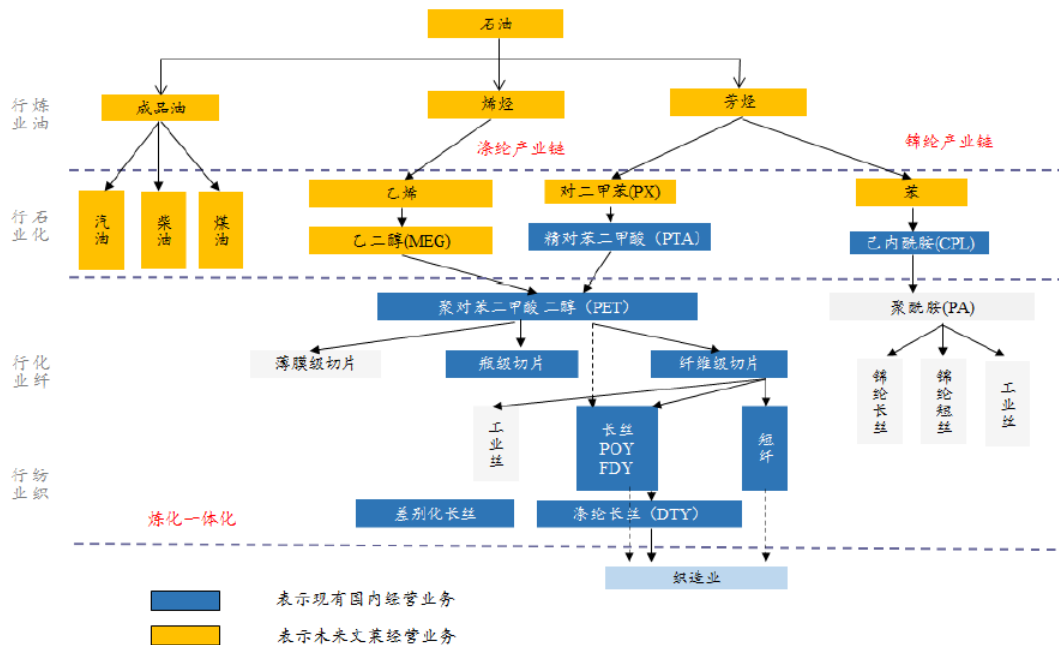 石油
炼油
行业
成品油
烯烃
芳烃
涤纶产业链
锦纶产业链
石化
行业
汽油
柴油
煤油
乙烯
对二甲苯(PX)
苯
乙二醇(MEG)
精对苯二甲酸（PTA）
己内酰胺(CPL)
聚对苯二甲酸 二醇（PET）
聚酰胺(PA)
化纤
行业
薄膜级切片
瓶级切片
纤维级切片
锦纶长丝
锦纶短丝
工业丝
工业丝
长丝
POY
FDY
短纤
纺织
行业
炼化一体化
差别化长丝
涤纶长丝（DTY）
织造业
表示现有国内经营业务
表示未来文莱经营业务